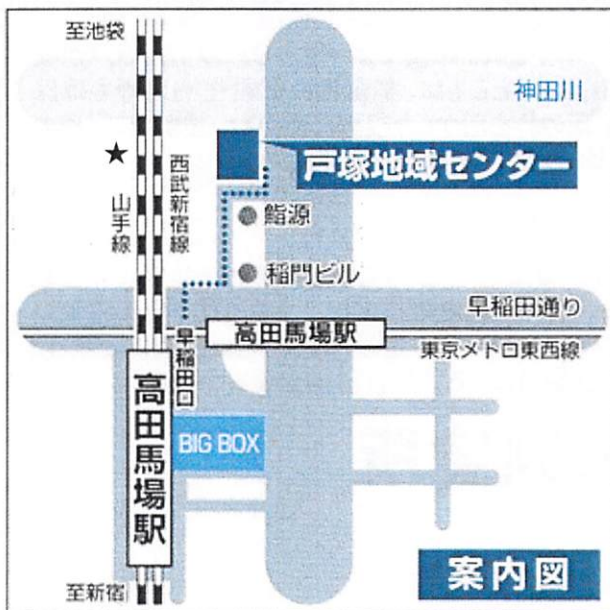 至池袋
神田川
★
戸塚地域センター
西武新宿線
山手線
鮨源
稲門ビル
早稲田通り
高田馬場駅
早稲田口
東京メトロ東西線
高田馬場駅
BIG BOX
至新宿
案内図